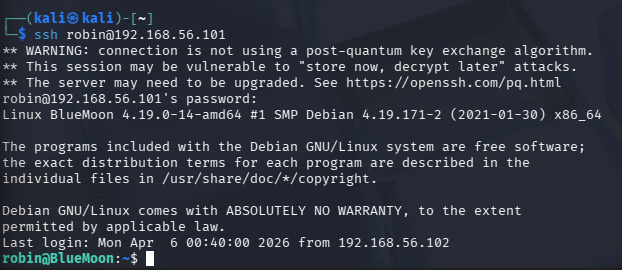 ┌──(kali㉿kali)-[~]
└─$ ssh robin@192.168.56.101
** WARNING: connection is not using a post-quantum key exchange algorithm.
** This session may be vulnerable to "store now, decrypt later" attacks.
** The server may need to be upgraded. See https://openssh.com/pq.html
robin@192.168.56.101's password:
Linux BlueMoon 4.19.0-14-amd64 #1 SMP Debian 4.19.171-2 (2021-01-30) x86_64

The programs included with the Debian GNU/Linux system are free software;
the exact distribution terms for each program are described in the
individual files in /usr/share/doc/*/copyright.

Debian GNU/Linux comes with ABSOLUTELY NO WARRANTY, to the extent
permitted by applicable law.
Last login: Mon Apr  6 00:40:00 2026 from 192.168.56.102
robin@BlueMoon:~$